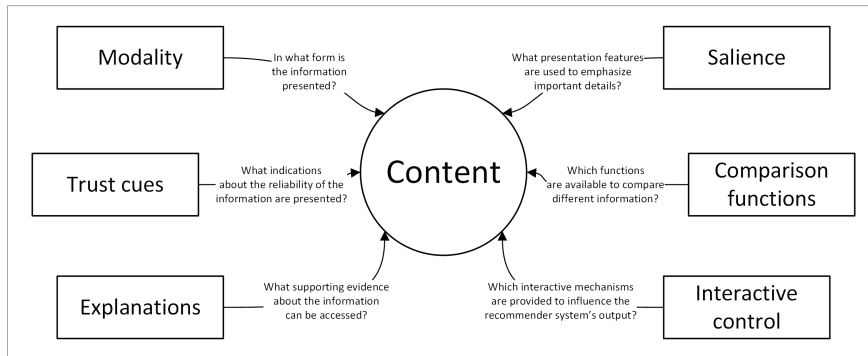 Modality
In what form is
the information
presented?
What presentation features
are used to emphasize
important details?
Salience
Trust cues
What indications
about the reliability of the
information are presented?
Content
Which functions
are available to compare
different information?
Comparison
functions
Explanations
What supporting evidence
about the information
can be accessed?
Which interactive mechanisms
are provided to influence the
recommender system's output?
Interactive
control